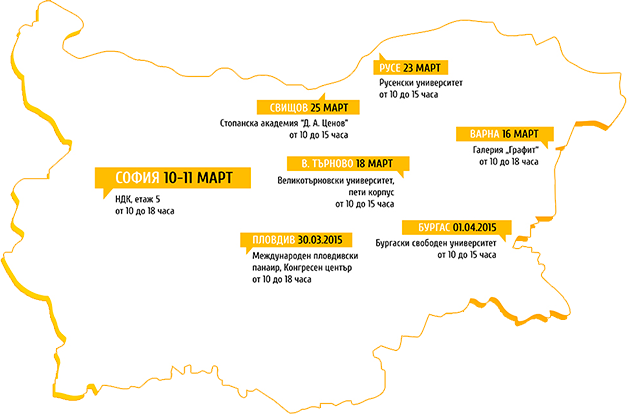 РУСЕ 23 МАРТ
Русенски университет
от 10 до 15 часа
СВИЩОВ 25 МАРТ
Стопанска академия "Д. А. Ценов"
от 10 до 15 часа
ВАРНА 16 МАРТ
Галерия „Графит“
от 10 до 18 часа
В. ТЪРНОВО 18 МАРТ
Великотърновски университет,
пети корпус
от 10 до 15 часа
СОФИЯ 10-11 МАРТ
НДК, етаж 5
от 10 до 18 часа
БУРГАС 01.04.2015
Бургаски свободен университет
от 10 до 15 часа
ПЛОВДИВ 30.03.2015
Международен пловдивски
панаир, Конгресен център
от 10 до 18 часа